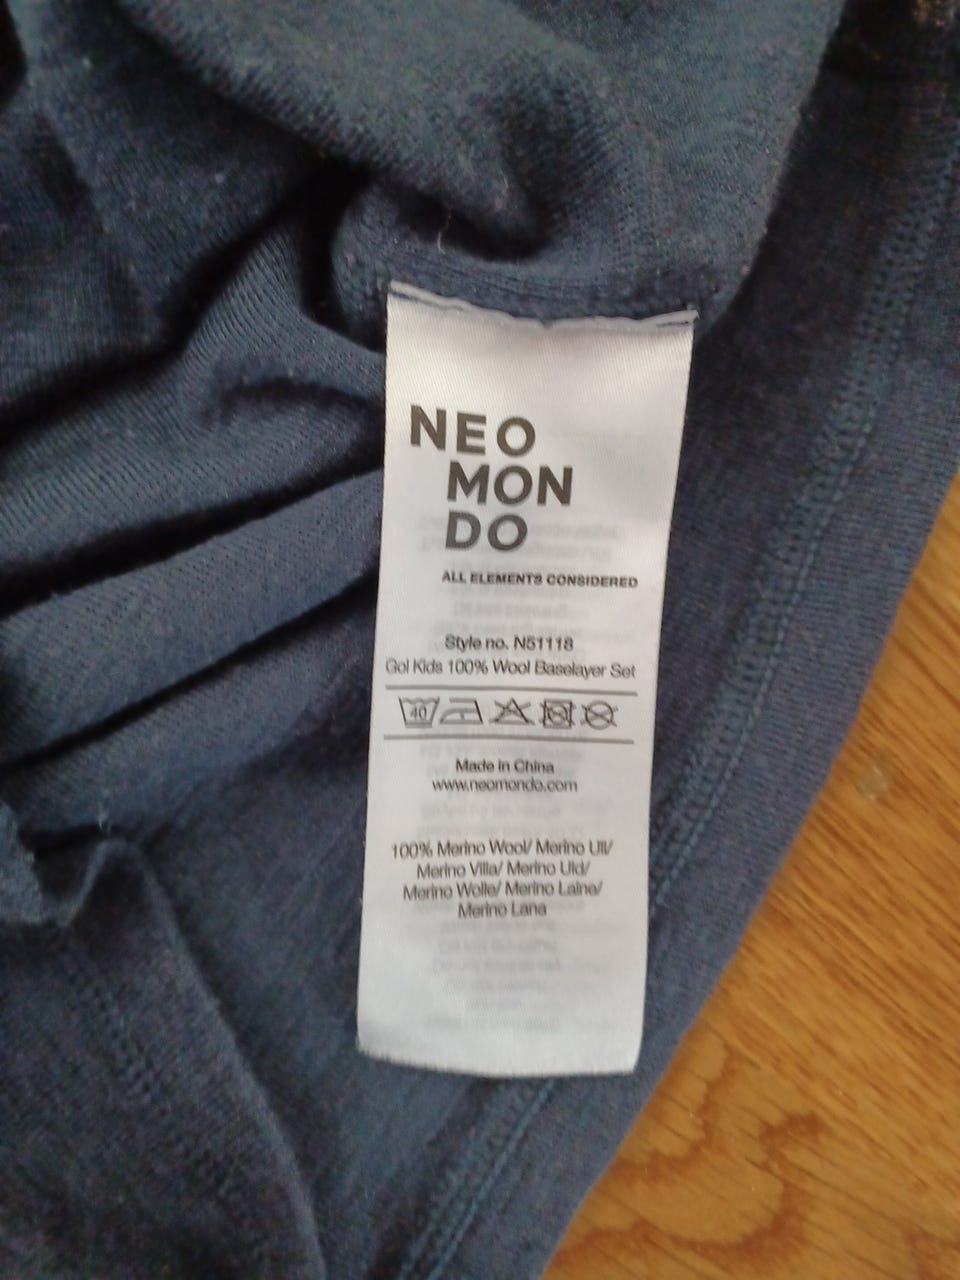 NEO
MON
DO
ALL ELEMENTS CONSIDERED
Style no. N51118
Gol Kids 100% Wool Baselayer Set
40
Made in China
www.neomondo.com
100% Merino Wool/ Merino Ull/
Merino Villa/ Merino Uld/
Merino Wolle/ Merino Laine/
Merino Lana